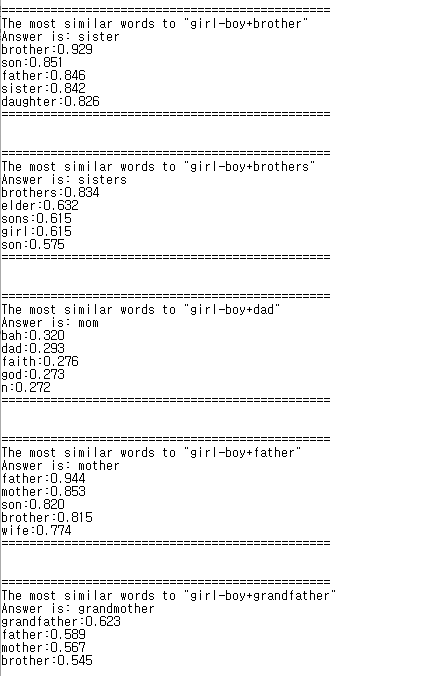 ===============================================
The most similar words to "girl-boy+brother"
Answer is: sister
brother:0.929
son:0.851
father:0.846
sister:0.842
daughter:0.826
===============================================
===============================================
The most similar words to "girl-boy+brothers"
Answer is: sisters
brothers:0.834
elder:0.632
sons:0.615
girl:0.615
son:0.575
===============================================
===============================================
The most similar words to "girl-boy+dad"
Answer is: mom
bah:0.320
dad:0.293
faith:0.276
god:0.273
n:0.272
===============================================
===============================================
The most similar words to "girl-boy+father"
Answer is: mother
father:0.944
mother:0.853
son:0.820
brother:0.815
wife:0.774
===============================================
===============================================
The most similar words to "girl-boy+grandfather"
Answer is: grandmother
grandfather:0.623
father:0.589
mother:0.567
brother:0.545